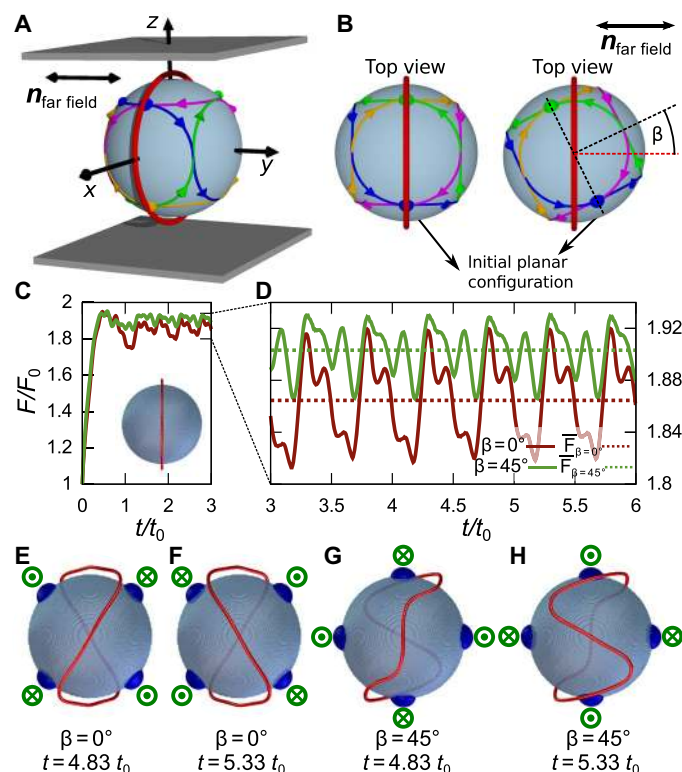 A
z
n far field
y
x
B
n far field
Top view
Top view
β
Initial planar
configuration
C
D
F/F0
2
1.8
1.6
1.4
1.2
1
0 1 2 3
t/t0
1.92
1.88
1.84
1.8
3 3.5 4 4.5 5 5.5 6
t/t0
β=0° F̅β=0°
β=45° F̅β=45°
E
F
G
H
β=0°
t=4.83 t0
β=0°
t=5.33 t0
β=45°
t=4.83 t0
β=45°
t=5.33 t0